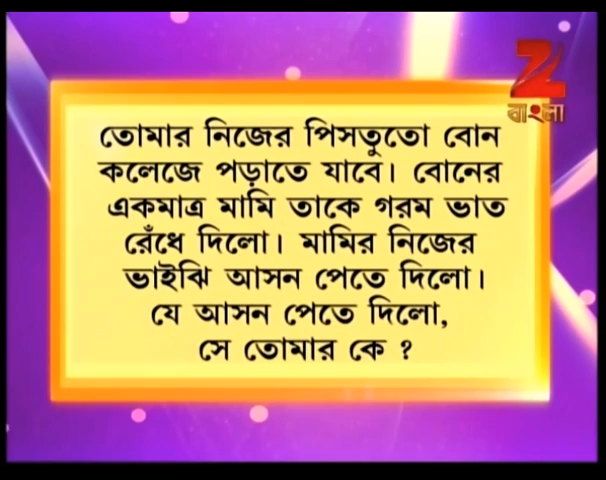 বাংলা
তোমার নিজের পিসতুতো বোন
কলেজে পড়াতে যাবে। বোনের
একমাত্র মামি তাকে গরম ভাত
রেঁধে দিলো। মামির নিজের
ভাইঝি আসন পেতে দিলো।
যে আসন পেতে দিলো,
সে তোমার কে ?